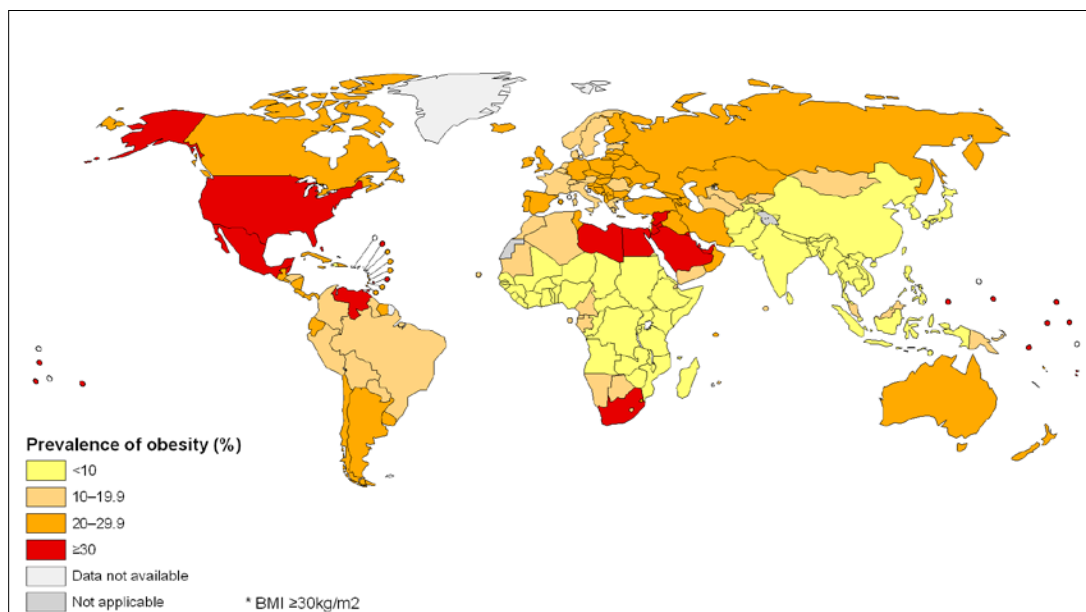 Prevalence of obesity (%)
<10
10–19.9
20–29.9
≥30
Data not available
Not applicable
* BMI ≥30kg/m2